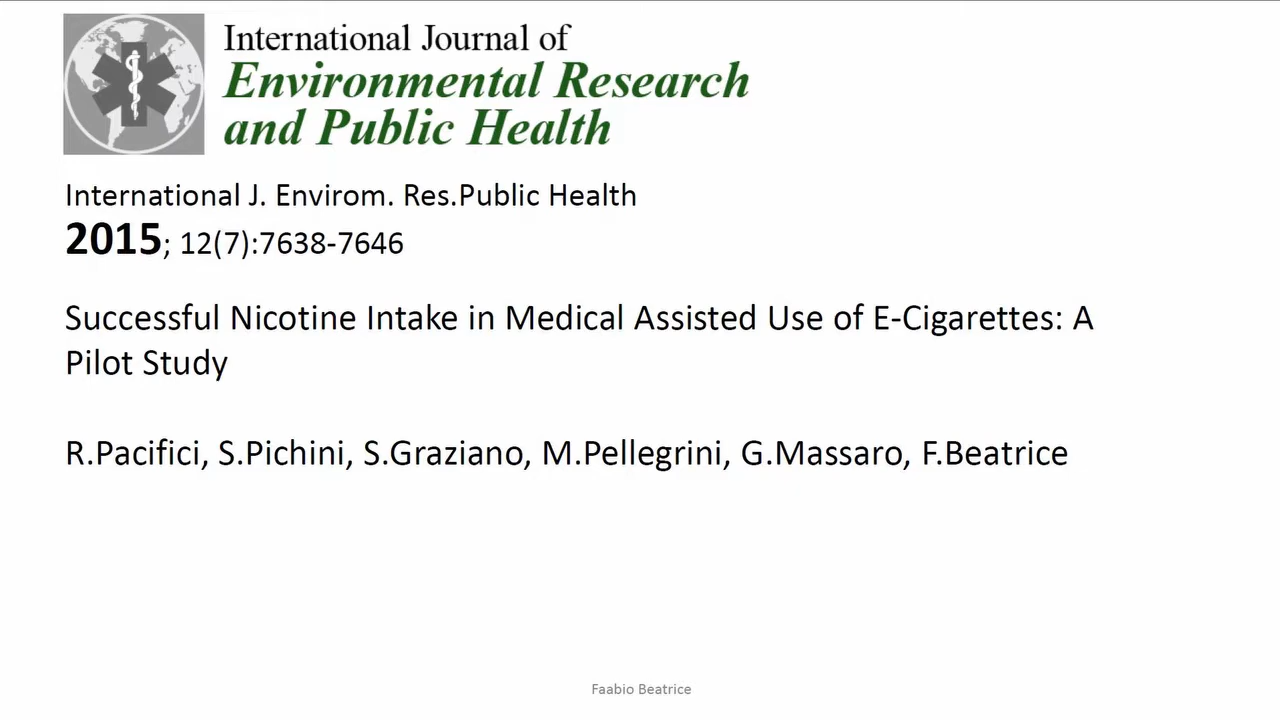 International Journal of
Environmental Research
and Public Health
International J. Envirom. Res.Public Health
2015; 12(7):7638-7646
Successful Nicotine Intake in Medical Assisted Use of E-Cigarettes: A
Pilot Study
R.Pacifici, S.Pichini, S.Graziano, M.Pellegrini, G.Massaro, F.Beatrice
Faabio Beatrice